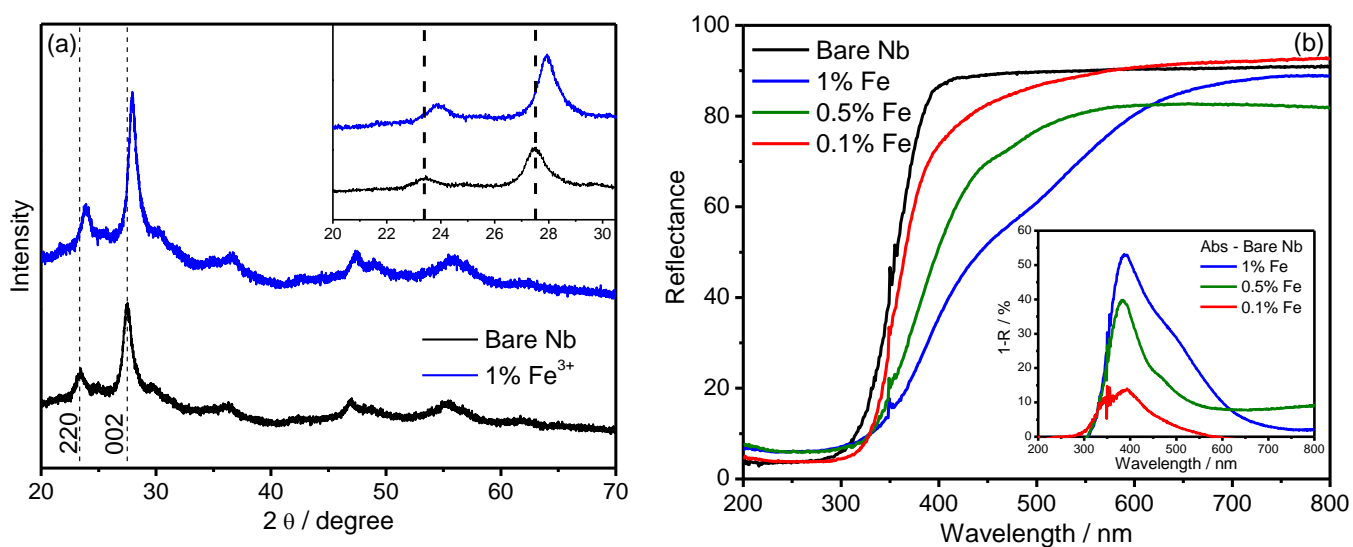 (a)
Intensity
220
002
20 30 40 50 60 70
2 θ / degree
Bare Nb
1% Fe³⁺
20 22 24 26 28 30
(b)
Reflectance
100
80
60
40
20
0
200 300 400 500 600 700 800
Wavelength / nm
Bare Nb
1% Fe
0.5% Fe
0.1% Fe
Abs - Bare Nb
1% Fe
0.5% Fe
0.1% Fe
1-R / %
60
50
40
30
20
10
0
200 300 400 500 600 700 800
Wavelength / nm